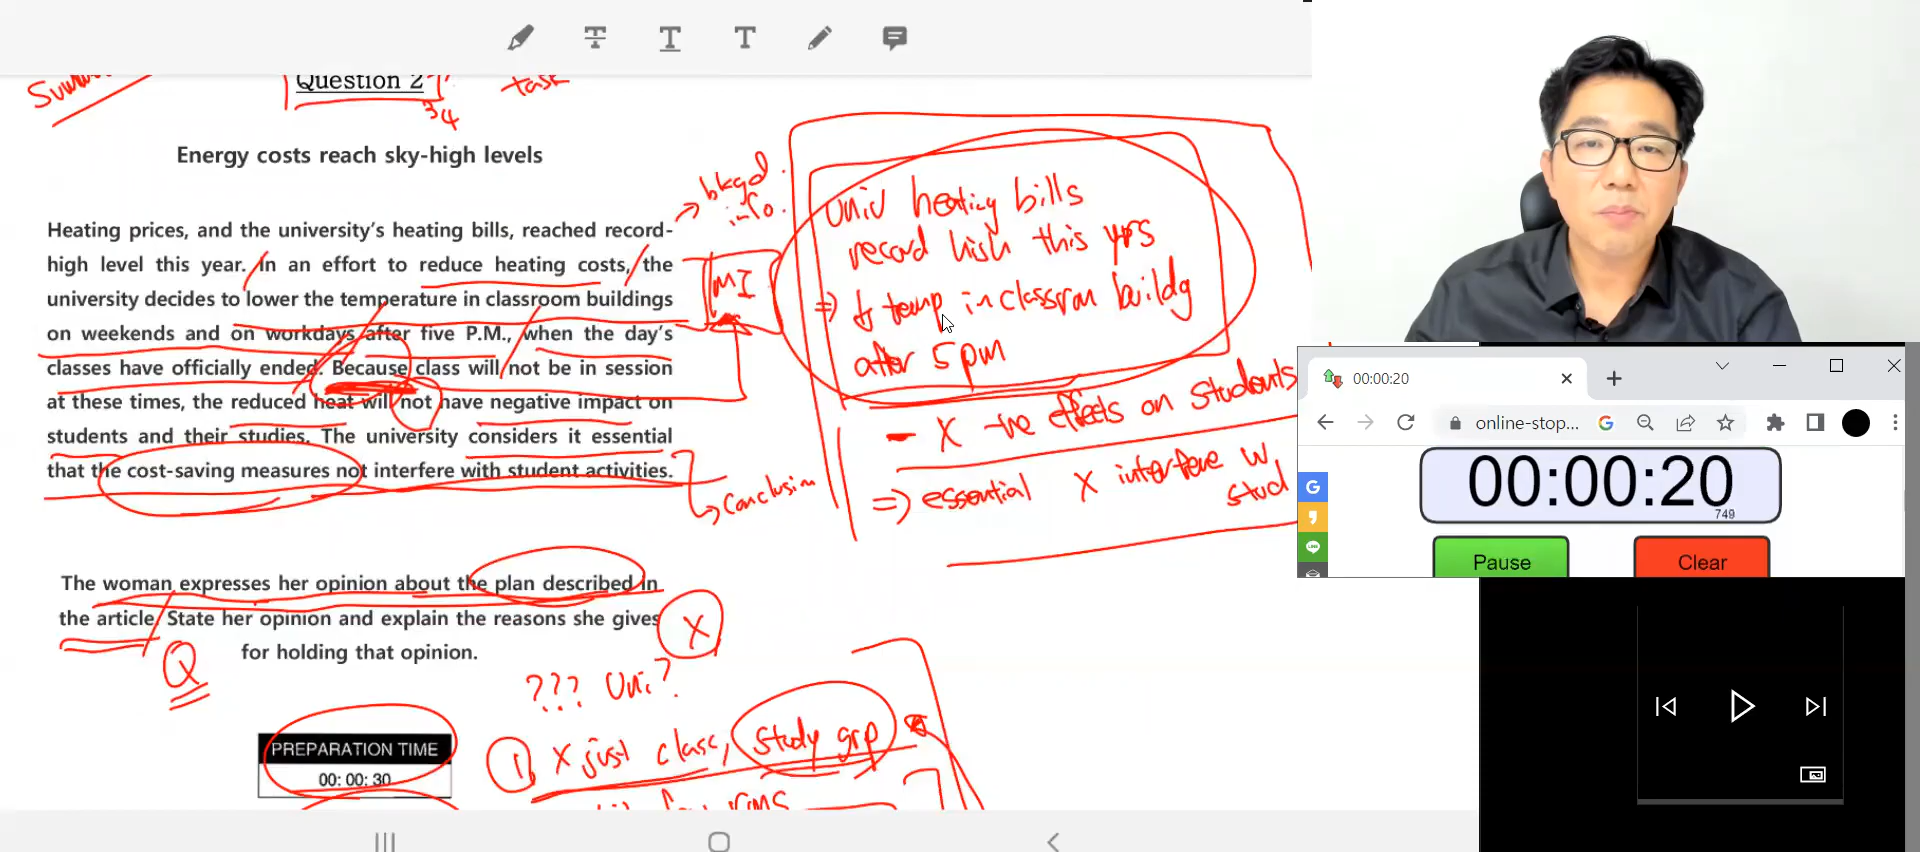 Question 2
34
task
Energy costs reach sky-high levels
Heating prices, and the university's heating bills, reached record-
high level this year. In an effort to reduce heating costs, the
university decides to lower the temperature in classroom buildings
on weekends and on workdays after five P.M., when the day's
classes have officially ended. Because class will not be in session
at these times, the reduced heat will not have negative impact on
students and their studies. The university considers it essential
that the cost-saving measures not interfere with student activities.
bkgd
info.
MI
conclusion
univ heating bills
record high this yrs
⇒ ↓ temp in classrom buildg
after 5 pm
- X -ve effects on students
⇒ essential X interfere w,
stud
The woman expresses her opinion about the plan described in
the article. State her opinion and explain the reasons she gives
for holding that opinion.
Q
X
??? Uni?
PREPARATION TIME
00: 00: 30
① X just class, study grp
00:00:20
online-stop...
00:00:20
749
Pause
Clear